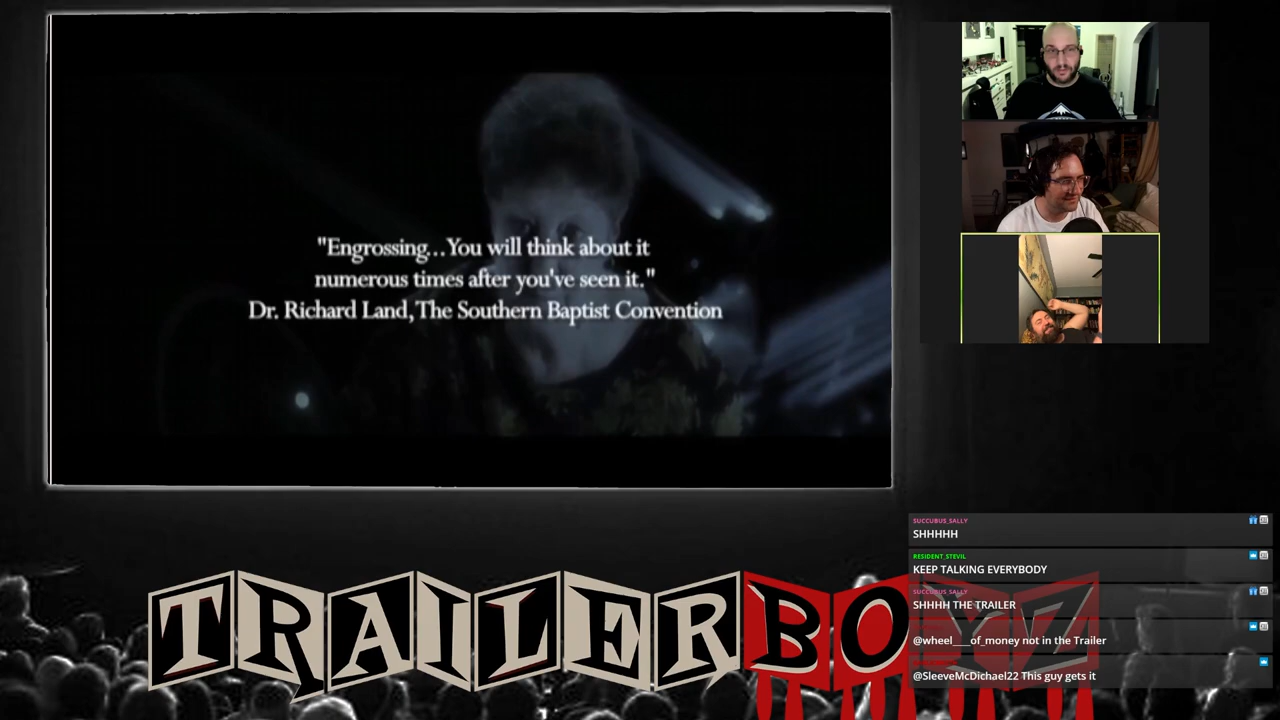 "Engrossing...You will think about it
numerous times after you've seen it."
Dr. Richard Land, The Southern Baptist Convention
SUCCUBUS_SALLY
SHHHHH
RESIDENT_STEVIL
KEEP TALKING EVERYBODY
SUCCUBUS_SALLY
SHHHH THE TRAILER
@wheel____of_money not in the Trailer
@SleeveMcDichael22 This guy gets it
TRAILERBOYZ